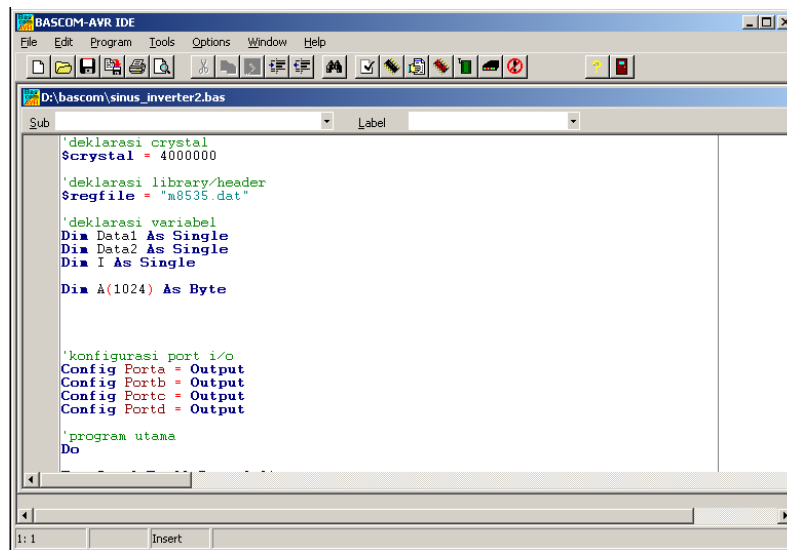 BASCOM-AVR IDE
File Edit Program Tools Options Window Help
D:\bascom\sinus_inverter2.bas
Sub Label
'deklarasi crystal
$crystal = 4000000
'deklarasi library/header
$regfile = "m8535.dat"
'deklarasi variabel
Dim Data1 As Single
Dim Data2 As Single
Dim I As Single
Dim A(1024) As Byte
'konfigurasi port i/o
Config Porta = Output
Config Portb = Output
Config Portc = Output
Config Portd = Output
'program utama
Do
1: 1 Insert